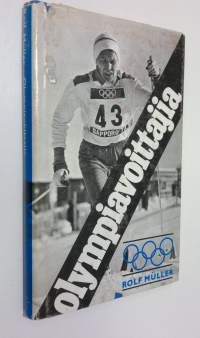 43
SAPPORO
olympiavoittajia
ROLF MÜLLER